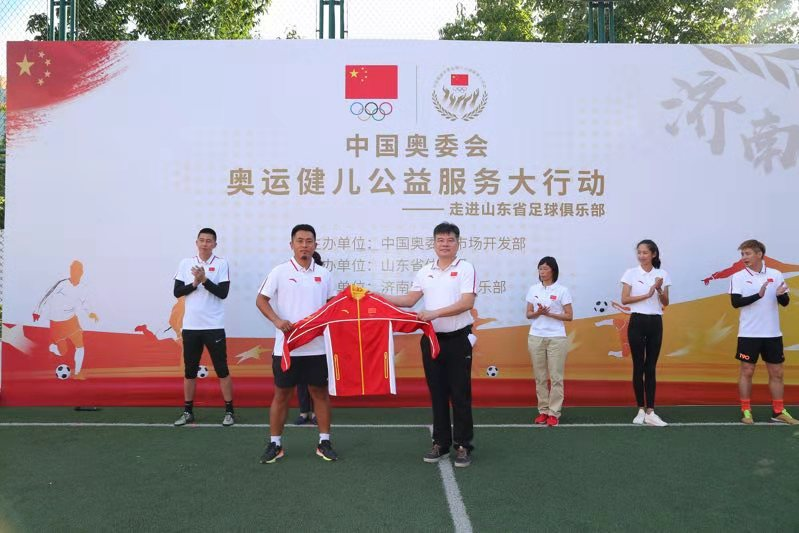 济南
中国奥委会
奥运健儿公益服务大行动
——走进山东省足球俱乐部
办单位：中国奥委 市场开发部
办单位：山东省体
单位：济南 乐部